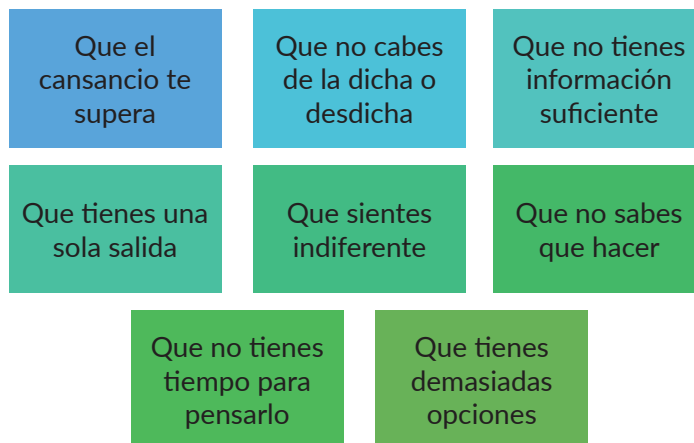 Que el
cansancio te
supera
Que no cabes
de la dicha o
desdicha
Que no tienes
información
suficiente
Que tienes una
sola salida
Que sientes
indiferente
Que no sabes
que hacer
Que no tienes
tiempo para
pensarlo
Que tienes
demasiadas
opciones